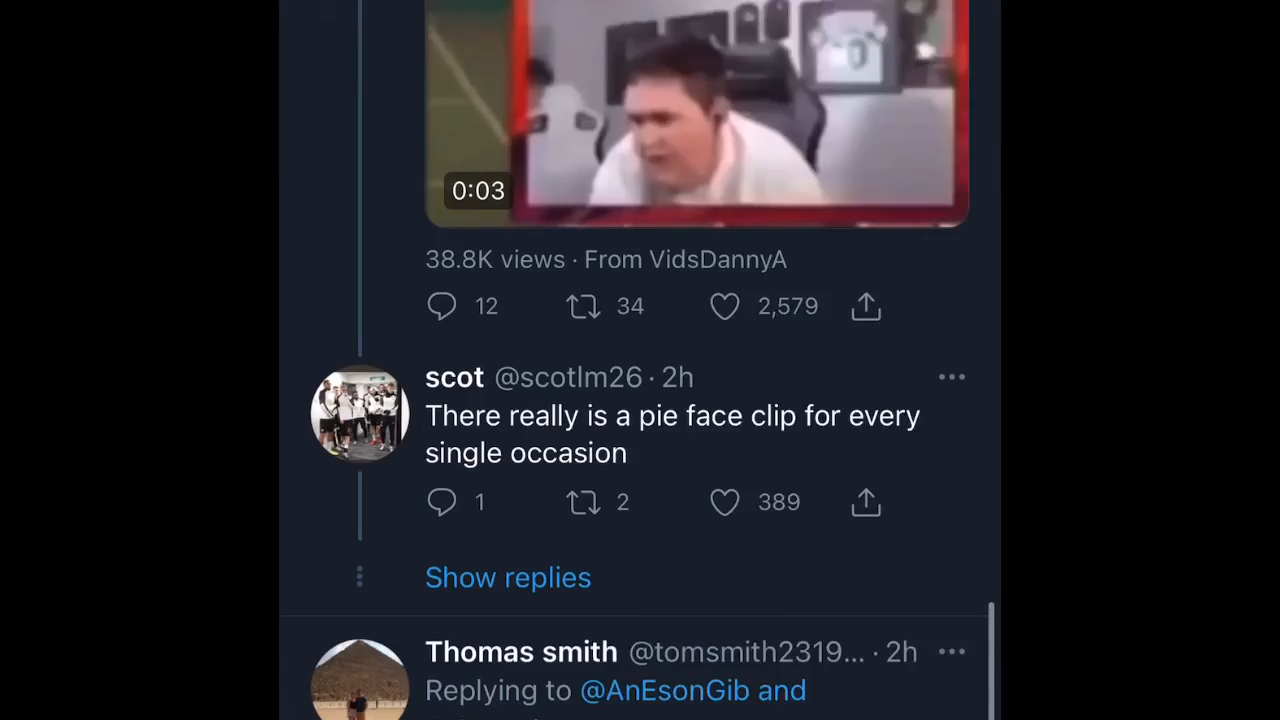 0:03
38.8K views · From VidsDannyA
12 34 2,579
scot @scotlm26 · 2h
There really is a pie face clip for every
single occasion
1 2 389
Show replies
Thomas smith @tomsmith2319... · 2h
Replying to @AnEsonGib and